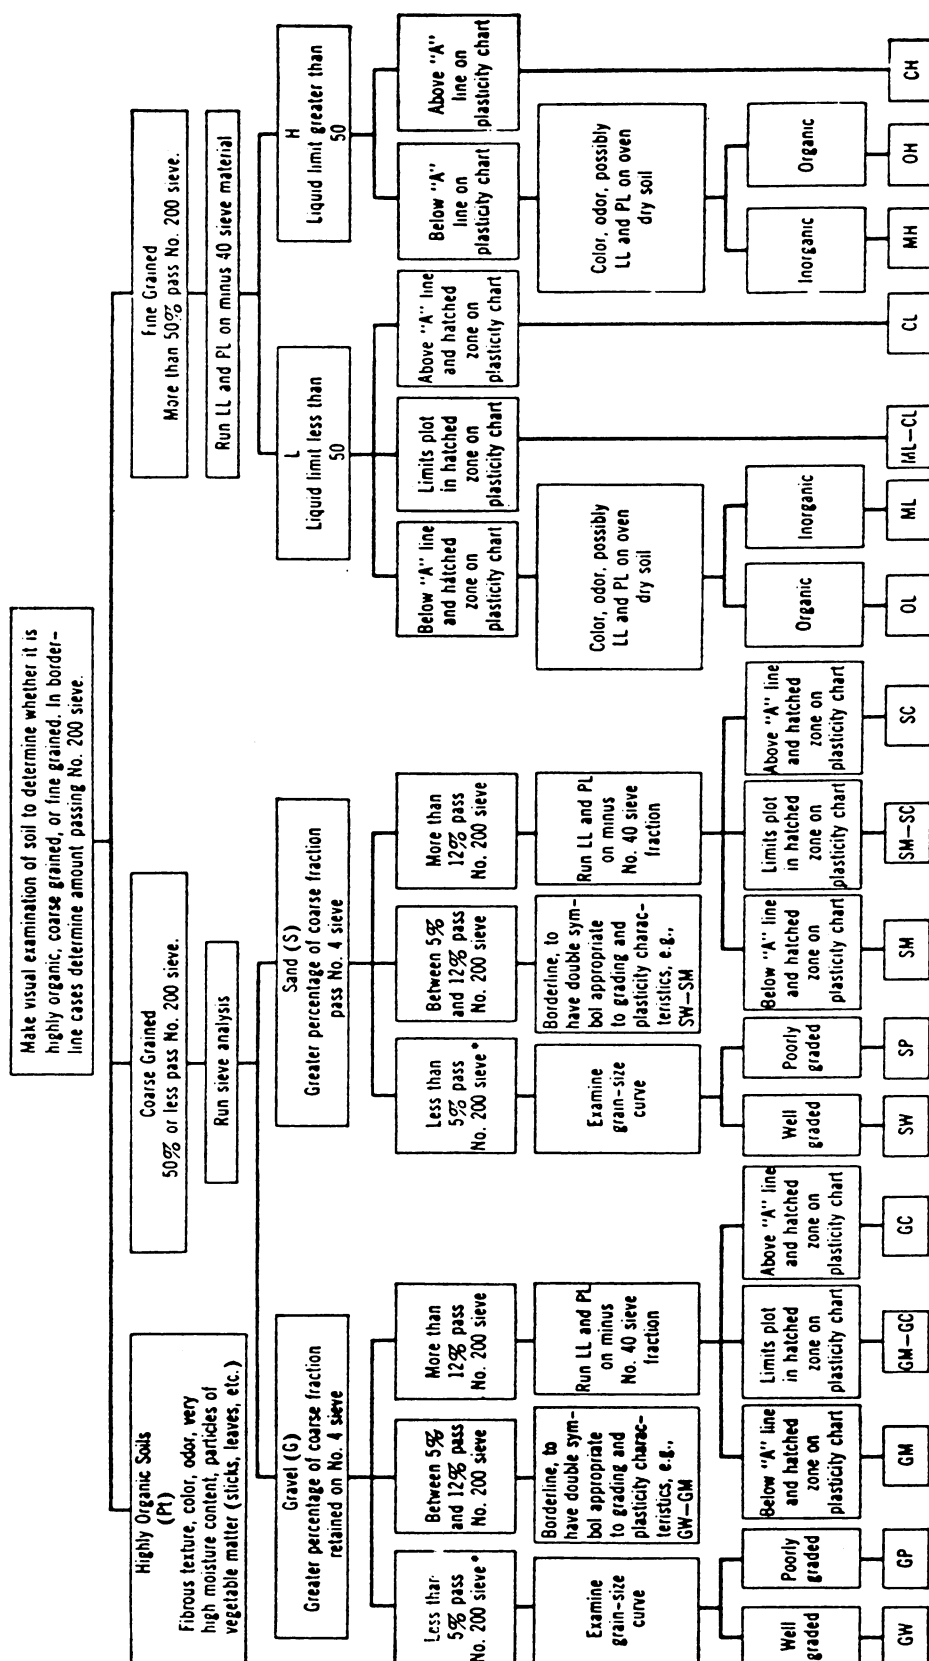 Make visual examination of soil to determine whether it is
highly organic, coarse grained, or fine grained. In border–
line cases determine amount passing No. 200 sieve.
Highly Organic Soils
(Pt)
Fibrous texture, color, odor, very
high moisture content, particles of
vegetable matter (sticks, leaves, etc.)
Coarse Grained
50% or less pass No. 200 sieve.
Run sieve analysis
Fine Grained
More than 50% pass No. 200 sieve.
Run LL and PL on minus 40 sieve material
Gravel (G)
Greater percentage of coarse fraction
retained on No. 4 sieve
Sand (S)
Greater percentage of coarse fraction
pass No. 4 sieve
L
Liquid limit less than
50
H
Liquid limit greater than
50
Less thar
5% pass
No. 200 sieve*
Between 5%
and 12% pass
No. 200 sieve
More than
12% pass
No. 200 sieve
Less than
5% pass
No. 200 sieve*
Between 5%
and 12% pass
No. 200 sieve
More than
12% pass
No. 200 sieve
Below "A" line
and hatched
zone on
plasticity chart
Limits plot
in hatched
zone on
plasticity chart
Above "A" line
and hatched
zone on
plasticity chart
Below "A"
line on
plasticity chart
Above "A"
line on
plasticity chart
Examine
grain–size
curve
Borderline, to
have double sym–
bol appropriate
to grading and
plasticity charac–
teristics, e.g.,
GW–GM
Run LL and PL
on minus
No. 40 sieve
fraction
Examine
grain–size
curve
Borderline, to
have double sym–
bol appropriate
to grading and
plasticity charac–
teristics, e.g.,
SW–SM
Run LL and PL
on minus
No. 40 sieve
fraction
Color, odor, possibly
LL and PL on oven
dry soil
Color, odor, possibly
LL and PL on oven
dry soil
Well
graded
Poorly
graded
Below "A" line
and hatched
zone on
plasticity chart
Limits plot
in hatched
zone on
plasticity chart
Above "A" line
and hatched
zone on
plasticity chart
Well
graded
Poorly
graded
Below "A" line
and hatched
zone on
plasticity chart
Limits plot
in hatched
zone on
plasticity chart
Above "A" line
and hatched
zone on
plasticity chart
Organic
Inorganic
Inorganic
Organic
GW
GP
GM
GM–GC
GC
SW
SP
SM
SM–SC
SC
OL
ML
ML–CL
CL
MH
OH
CH